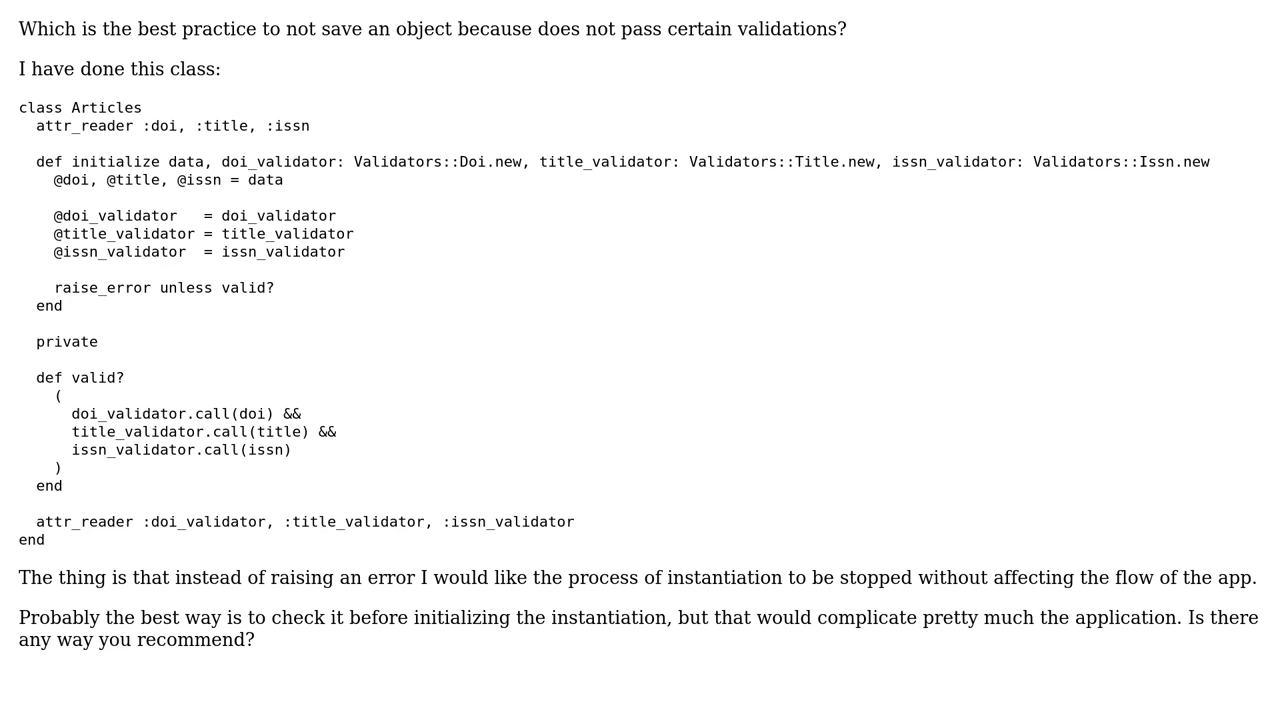 Which is the best practice to not save an object because does not pass certain validations?
I have done this class:
class Articles
  attr_reader :doi, :title, :issn
  def initialize data, doi_validator: Validators::Doi.new, title_validator: Validators::Title.new, issn_validator: Validators::Issn.new
    @doi, @title, @issn = data
    @doi_validator   = doi_validator
    @title_validator = title_validator
    @issn_validator  = issn_validator
    raise_error unless valid?
  end
  private
  def valid?
    (
      doi_validator.call(doi) &&
      title_validator.call(title) &&
      issn_validator.call(issn)
    )
  end
  attr_reader :doi_validator, :title_validator, :issn_validator
end
The thing is that instead of raising an error I would like the process of instantiation to be stopped without affecting the flow of the app.
Probably the best way is to check it before initializing the instantiation, but that would complicate pretty much the application. Is there
any way you recommend?